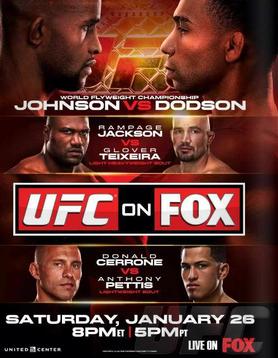 WORLD FLYWEIGHT CHAMPIONSHIP
JOHNSON VS DODSON
RAMPAGE
JACKSON
VS
GLOVER
TEIXEIRA
LIGHT HEAVYWEIGHT BOUT
UFC ON FOX
DONALD
CERRONE
VS
ANTHONY
PETTIS
LIGHTWEIGHT BOUT
SATURDAY, JANUARY 26
8PM ET | 5PM PT
UNITED CENTER
LIVE ON FOX